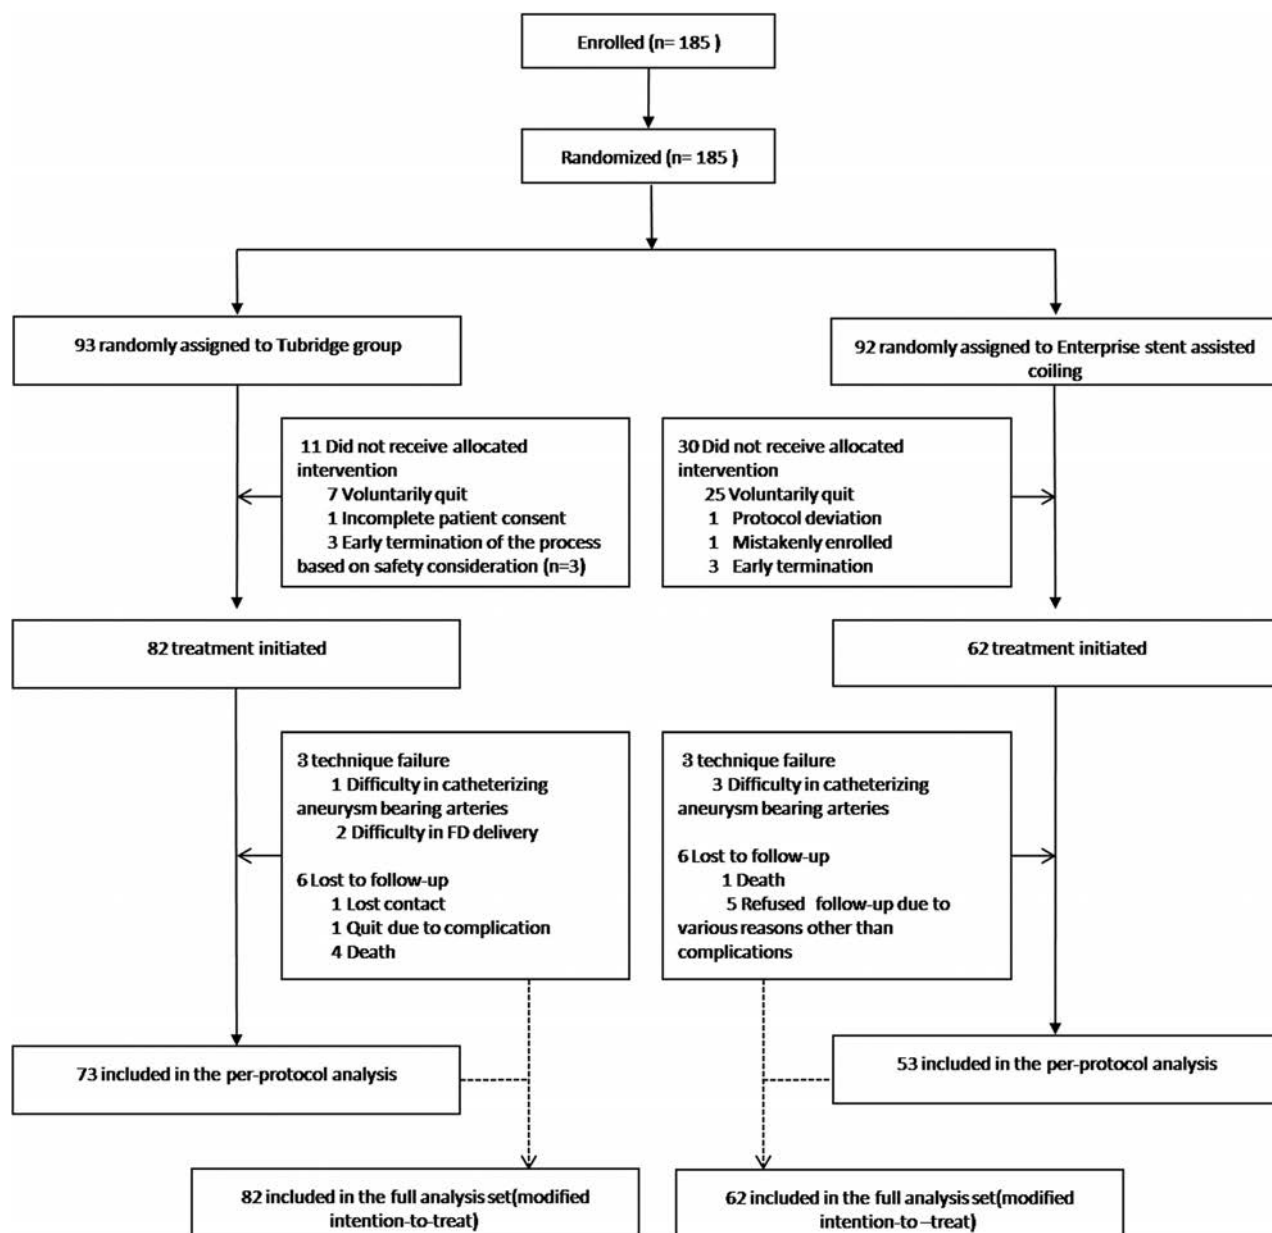 Enrolled (n= 185 )
Randomized (n= 185 )
93 randomly assigned to Tubridge group
92 randomly assigned to Enterprise stent assisted
coiling
11 Did not receive allocated
intervention
7 Voluntarily quit
1 Incomplete patient consent
3 Early termination of the process
based on safety consideration (n=3)
30 Did not receive allocated
intervention
25 Voluntarily quit
1 Protocol deviation
1 Mistakenly enrolled
3 Early termination
82 treatment initiated
62 treatment initiated
3 technique failure
1 Difficulty in catheterizing
aneurysm bearing arteries
2 Difficulty in FD delivery
6 Lost to follow-up
1 Lost contact
1 Quit due to complication
4 Death
3 technique failure
3 Difficulty in catheterizing
aneurysm bearing arteries
6 Lost to follow-up
1 Death
5 Refused follow-up due to
various reasons other than
complications
73 included in the per-protocol analysis
53 included in the per-protocol analysis
82 included in the full analysis set(modified
intention-to-treat)
62 included in the full analysis set(modified
intention-to –treat)